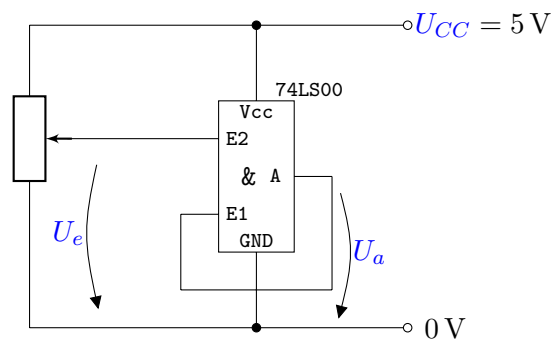 U_CC = 5 V
74LS00
Vcc
E2
& A
E1
GND
U_e
U_a
0 V